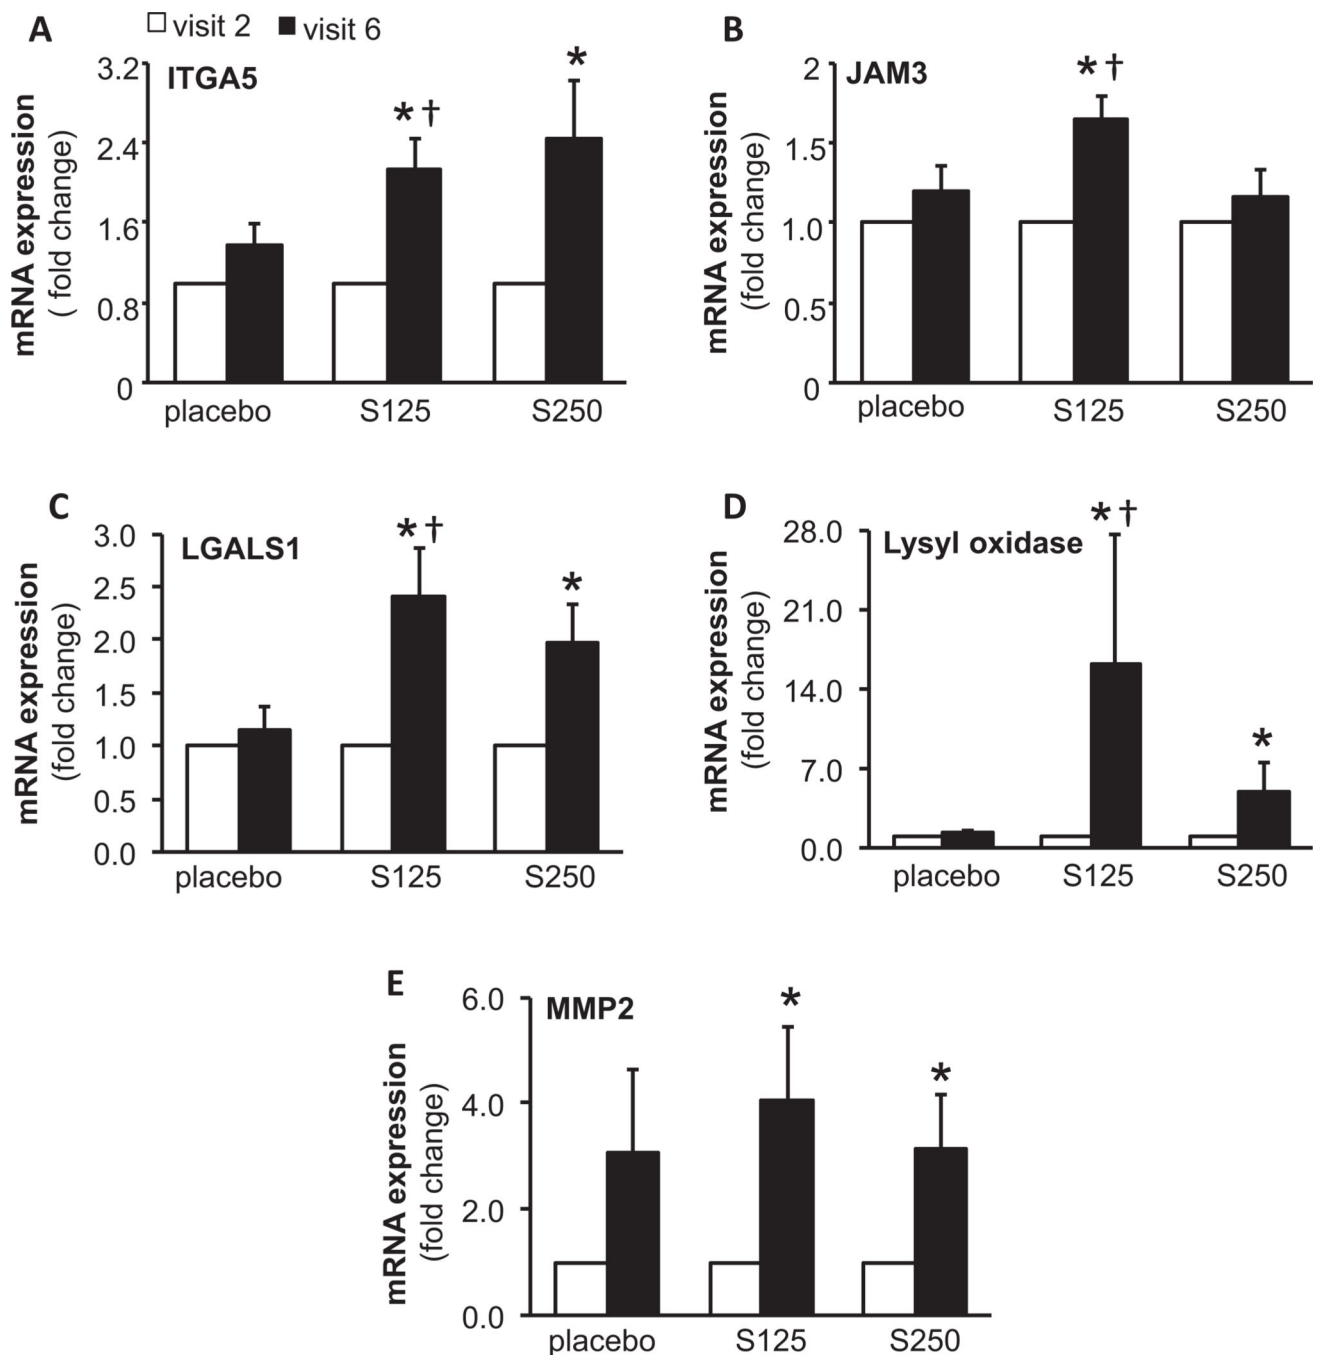 A
visit 2
visit 6
ITGA5
mRNA expression
( fold change)
3.2
2.4
1.6
0.8
0
* †
*
placebo
S125
S250
B
JAM3
mRNA expression
(fold change)
2
1.5
1.0
0.5
0
* †
placebo
S125
S250
C
LGALS1
mRNA expression
(fold change)
3.0
2.5
2.0
1.5
1.0
0.5
0.0
* †
*
placebo
S125
S250
D
Lysyl oxidase
mRNA expression
(fold change)
28.0
21.0
14.0
7.0
0.0
* †
*
placebo
S125
S250
E
MMP2
mRNA expression
(fold change)
6.0
4.0
2.0
0.0
*
*
placebo
S125
S250